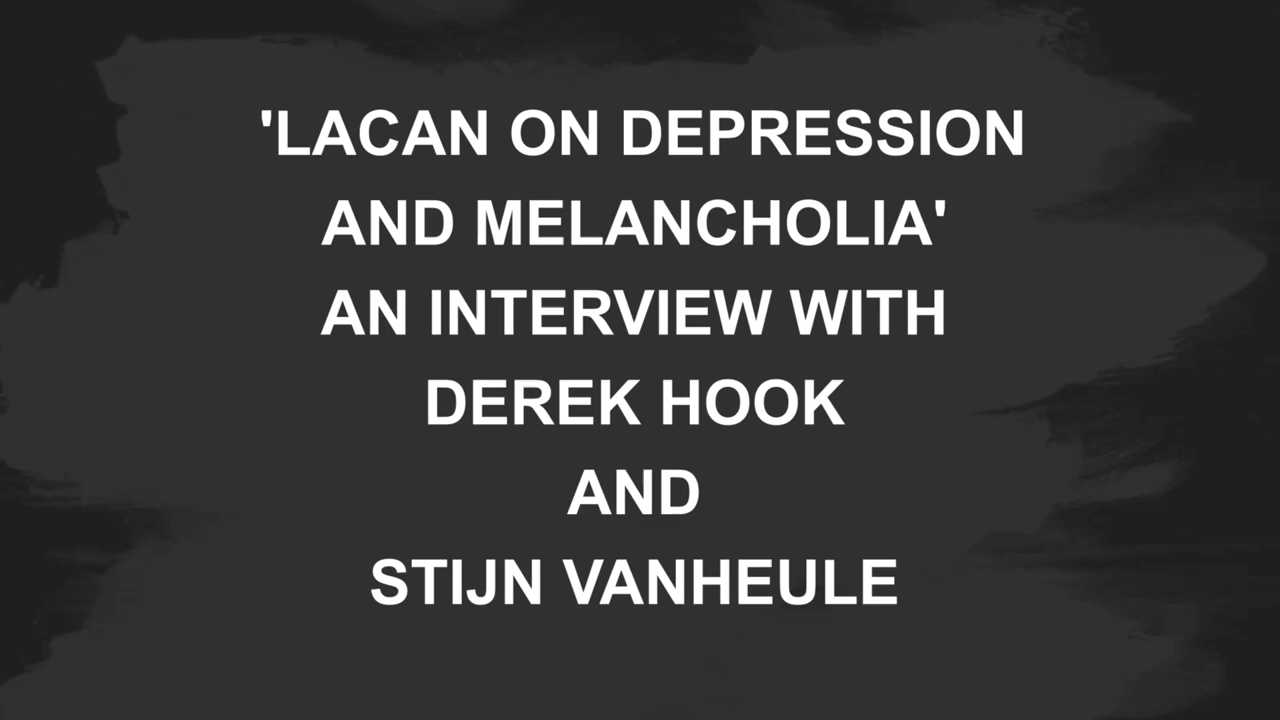 'LACAN ON DEPRESSION
AND MELANCHOLIA'
AN INTERVIEW WITH
DEREK HOOK
AND
STIJN VANHEULE